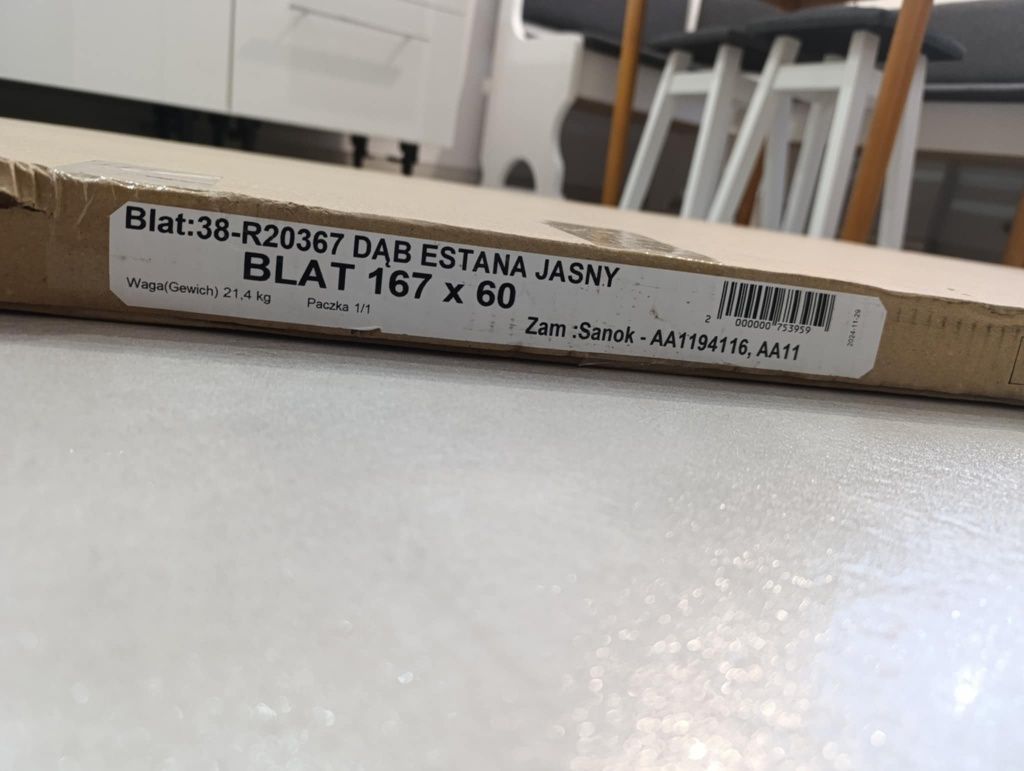 Blat:38-R20367 DĄB ESTANA JASNY
BLAT 167 x 60
Waga(Gewich) 21,4 kg
Paczka 1/1
2 000000 753959
Zam :Sanok - AA1194116, AA11
2024-11-29